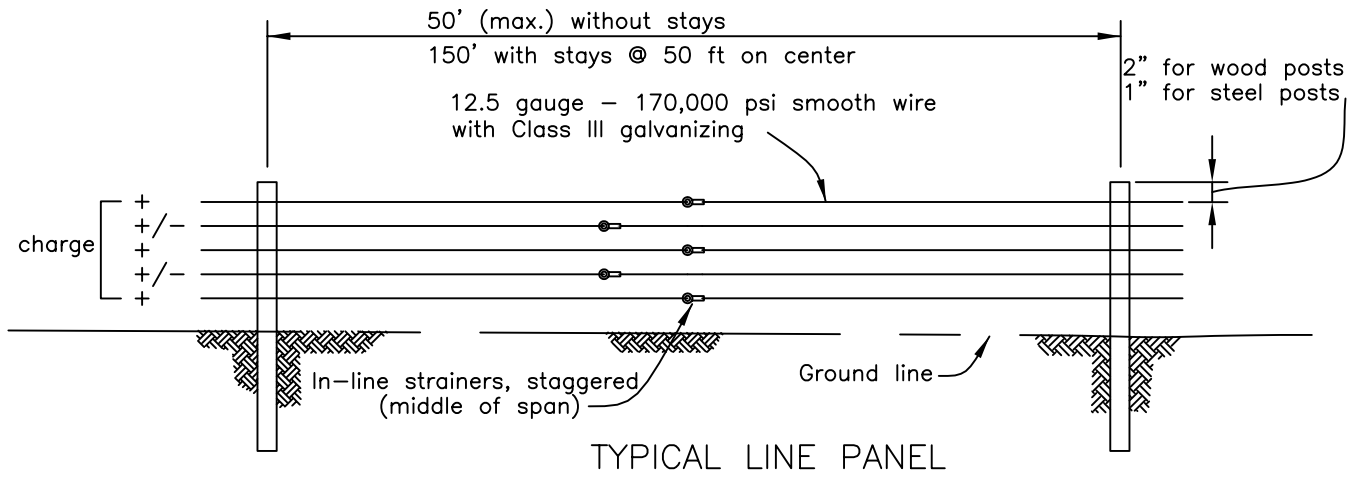 50' (max.) without stays
150' with stays @ 50 ft on center
2" for wood posts
1" for steel posts
12.5 gauge – 170,000 psi smooth wire
with Class III galvanizing
charge
+
+/-
+
+/-
+
In-line strainers, staggered
(middle of span)
Ground line
TYPICAL LINE PANEL